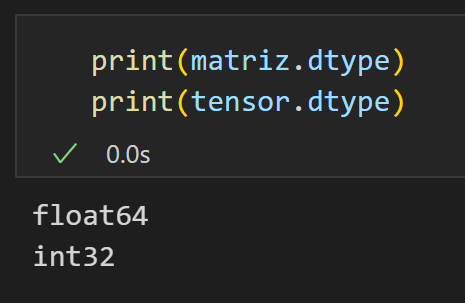 print(matriz.dtype)
print(tensor.dtype)
0.0s
float64
int32